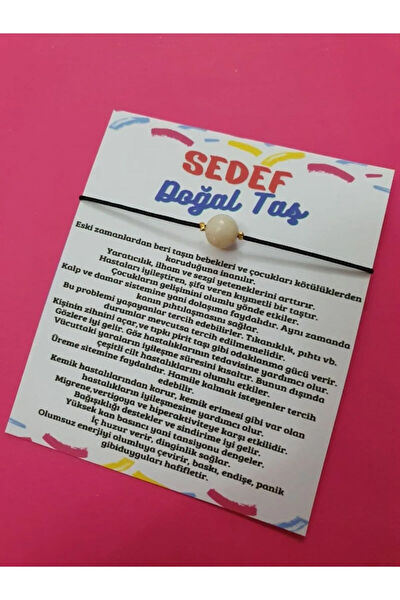 SEDEF
Doğal Taş
Eski zamanlardan beri taşın bebekleri ve çocukları kötülüklerden
koruduğuna inanılır.
Yaratıcılık, ilham ve sezgi yeteneklerini arttırır.
Hastaları iyileştiren, şifa veren kıymetli bir taştır.
Çocukların gelişimini olumlu yönde etkiler.
Kalp ve damar sistemine yani dolaşıma faydalıdır. Aynı zamanda
kanın pıhtılaşmasını sağlar.
Bu problemi yaşayanlar tercih edebilirler. Tıkanıklık, pıhtı vb.
durumlar mevcutsa tercih edilmemelidir.
Kişinin zihnini açar, ve tıpkı pirit taşı gibi odaklanma gücü verir.
Gözlere iyi gelir. Göz hastalıklarının tedavisine yardımcı olur.
Vücuttaki yaraların iyileşme süresini kısaltır. Bunun dışında
çeşitli cilt hastalıklarını olumlu etkiler.
Üreme sitemine faydalıdır. Hamile kalmak isteyenler tercih
edebilir.
Kemik hastalıklarından korur, kemik erimesi gibi var olan
hastalıkların iyileşmesine yardımcı olur.
Migrene,vertigoya ve hiperaktiviteye karşı etkilidir.
Bağışıklığı destekler ve sindirime iyi gelir.
Yüksek kan basıncı yani tansiyonu dengeler.
İç huzur verir, dinginlik sağlar.
Olumsuz enerjiyi olumluya çevirir, baskı, endişe, panik
gibiduyguları hafifletir.